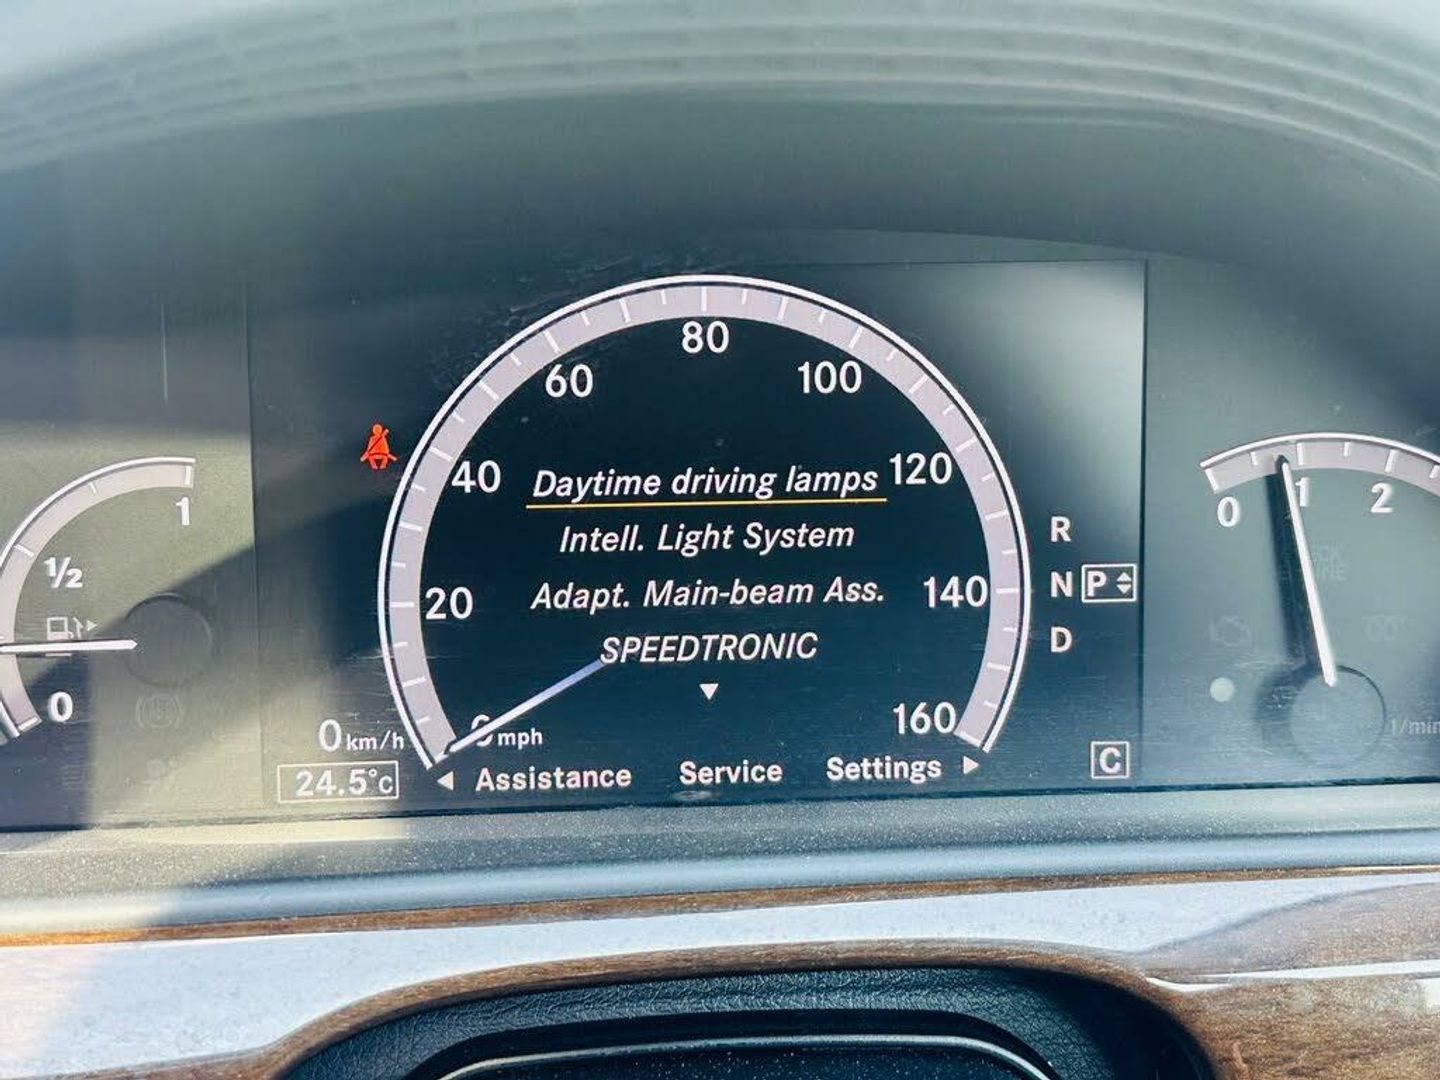 80
60
100
40
120
Daytime driving lamps
Intell. Light System
Adapt. Main-beam Ass.
SPEEDTRONIC
20
140
160
0 mph
0 km/h
24.5°C
Assistance Service Settings
R
N P
D
C
1
1/2
0
0 1 2
1/min